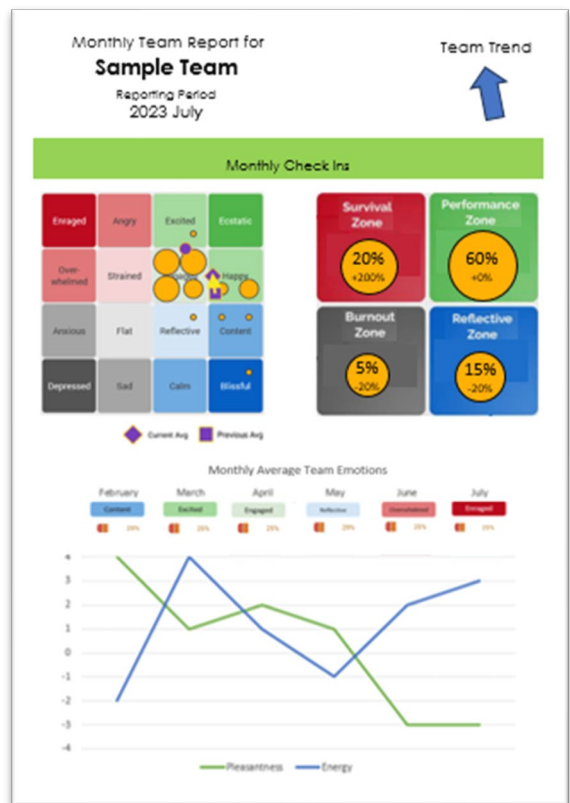 Monthly Team Report for
Team Trend
Sample Team
Reporting Period
2023 July
Monthly Check Ins
Enraged
Angry
Excited
Ecstatic
Over-
whelmed
Strained
Happy
Anxious
Flat
Reflective
Content
Depressed
Sad
Calm
Blissful
Current Avg
Previous Avg
Survival
Zone
20%
+200%
Performance
Zone
60%
+0%
Burnout
Zone
5%
-20%
Reflective
Zone
15%
-20%
Monthly Average Team Emotions
February
March
April
May
June
July
Content
Excited
Engaged
Reflective
Overwhelmed
Enraged
4
3
2
1
0
-1
-2
-3
-4
Pleasantness
Energy